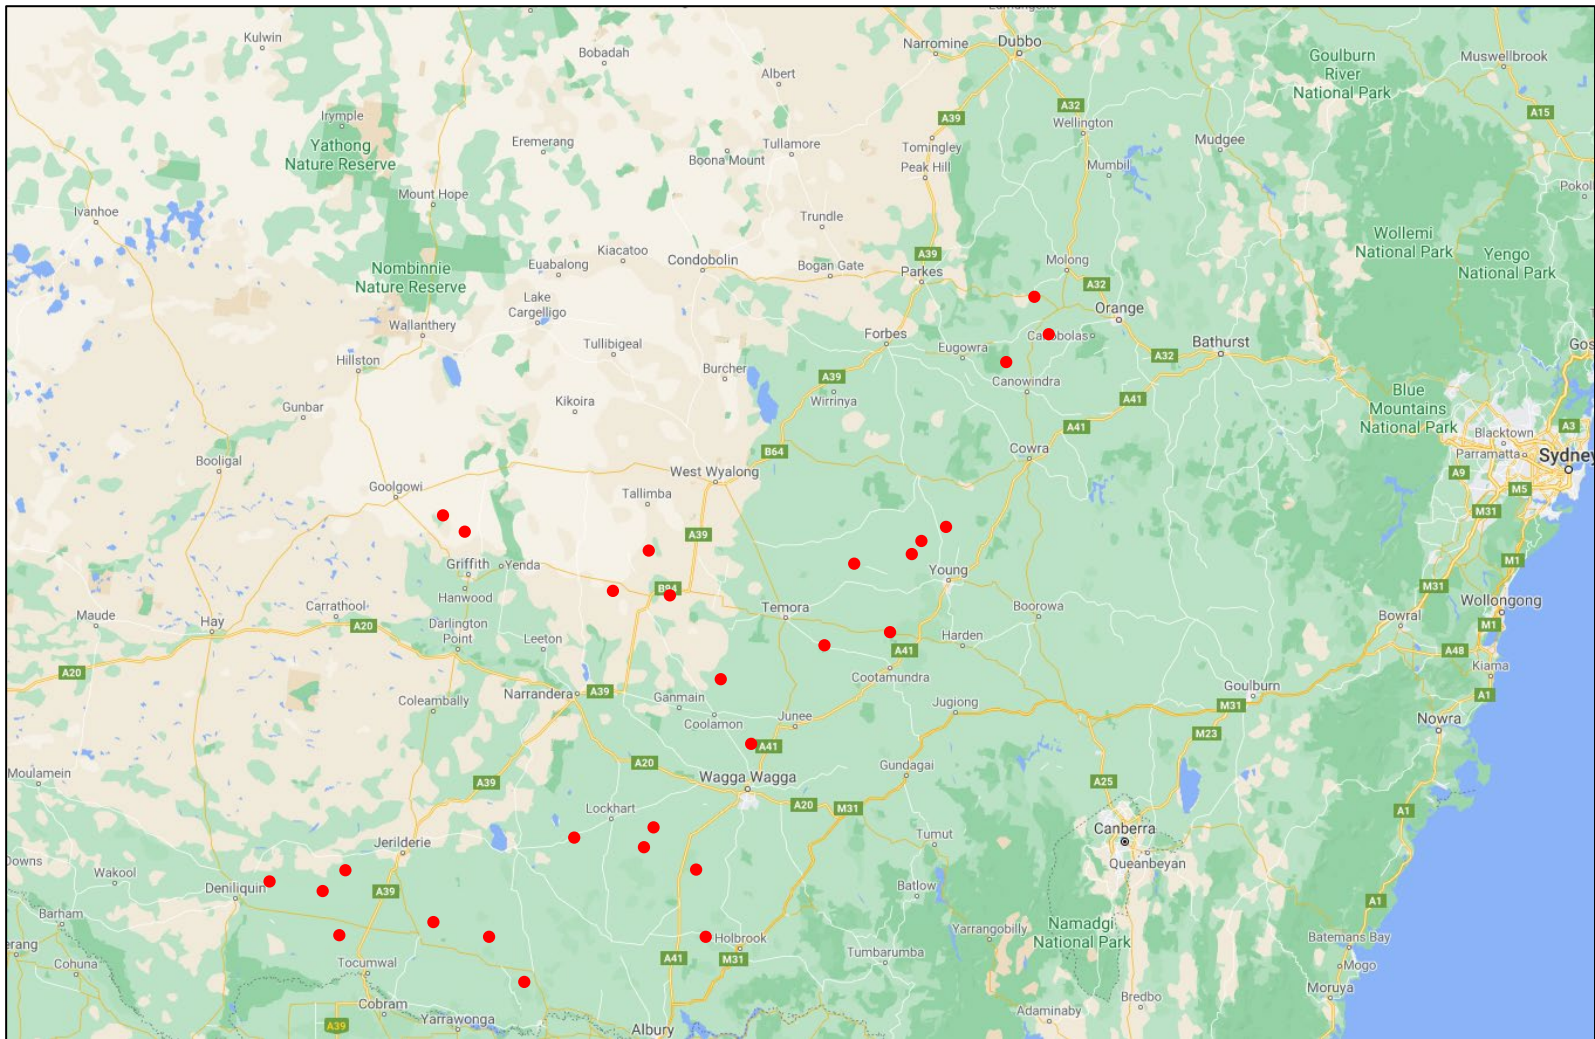 Kulwin
Bobadah
Narromine
Dubbo
Goulburn
River
National Park
Muswellbrook
Albert
A32
A15
Irymple
A39
Wellington
Yathong
Nature Reserve
Eremerang
Tullamore
Tomingley
Mudgee
Boona Mount
Peak Hill
Mumbil
Mount Hope
Ivanhoe
Trundle
Wollemi
National Park
Yengo
National Park
Kiacatoo
A39
Nombinnie
Nature Reserve
Euabalong
Condobolin
Bogan Gate
Parkes
Molong
A32
Lake
Cargelligo
Orange
Wallanthery
Forbes
Tullibigeal
Eugowra
A32
Bathurst
Hillston
Burcher
A39
Canowindra
Wirrinya
A41
Blue
Mountains
National Park
Gunbar
Kikoira
A41
A3
Blacktown
B64
Cowra
Parramatta
Sydney
Booligal
West Wyalong
A9
M5
Goolgowi
Tallimba
M31
A39
M1
Griffith
Yenda
Young
M31
Hanwood
Carrathool
Temora
Boorowa
Wollongong
Maude
Hay
A20
Darlington
Point
Leeton
Harden
Bowral
M1
A41
A48
A20
Cootamundra
Kiama
Narrandera
A39
Ganmain
Goulburn
A1
Coleambally
Coolamon
Junee
Jugiong
M31
Nowra
M23
A41
Moulamein
A39
A20
Wagga Wagga
Gundagai
A25
A20
M31
A1
Lockhart
Canberra
Tumut
Jerilderie
Queanbeyan
Downs
Wakool
Deniliquin
A39
Batlow
A1
Barham
Yarrangobilly
Namadgi
National Park
Holbrook
Batemans Bay
Tumbarumba
A41
M31
Cohuna
Tocumwal
Mogo
Moruya
Cobram
Bredbo
Adaminaby
A39
Yarrawonga
Albury